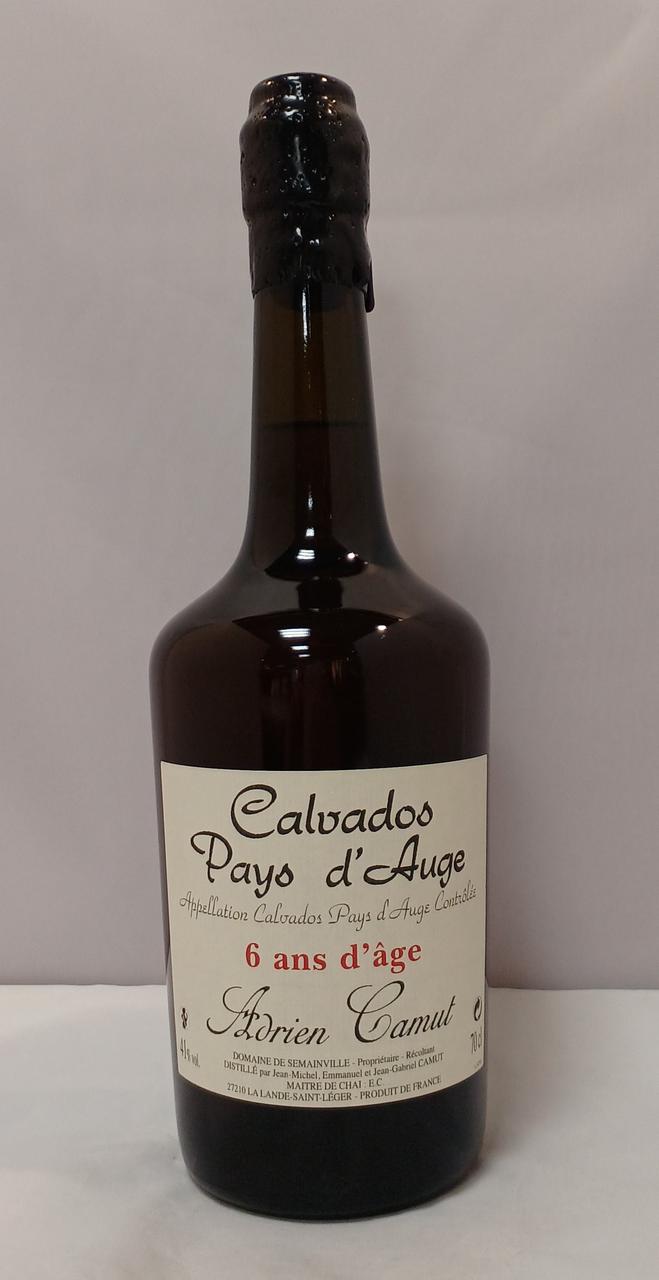 Calvados
Pays d'Auge
Appellation Calvados Pays d'Auge Contrôlée
6 ans d'âge
Adrien Camut
41% vol.
70 cl
DOMAINE DE SEMAINVILLE - Propriétaire - Récoltant
DISTILLÉ par Jean-Michel, Emmanuel et Jean-Gabriel CAMUT
MAITRE DE CHAI : E.C
27210 LA LANDE-SAINT-LÉGER - PRODUIT DE FRANCE